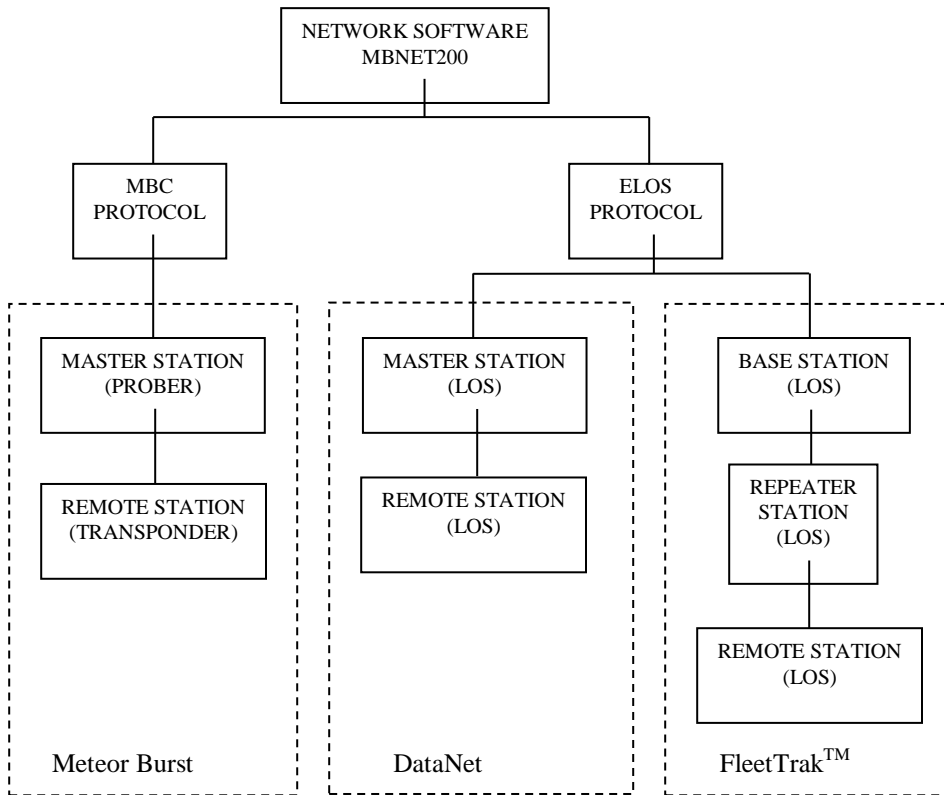 NETWORK SOFTWARE
MBNET200
MBC
PROTOCOL
ELOS
PROTOCOL
MASTER STATION
(PROBER)
REMOTE STATION
(TRANSPONDER)
Meteor Burst
MASTER STATION
(LOS)
REMOTE STATION
(LOS)
DataNet
BASE STATION
(LOS)
REPEATER
STATION
(LOS)
REMOTE STATION
(LOS)
FleetTrak™